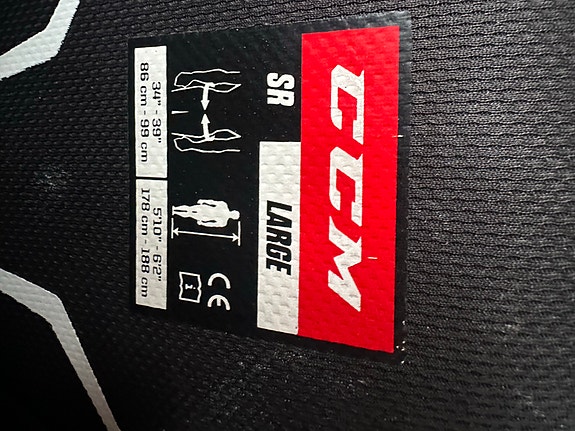 CCM
SR LARGE
CE
34" - 39" 5'10" - 6'2"
86 cm - 99 cm 178 cm - 188 cm